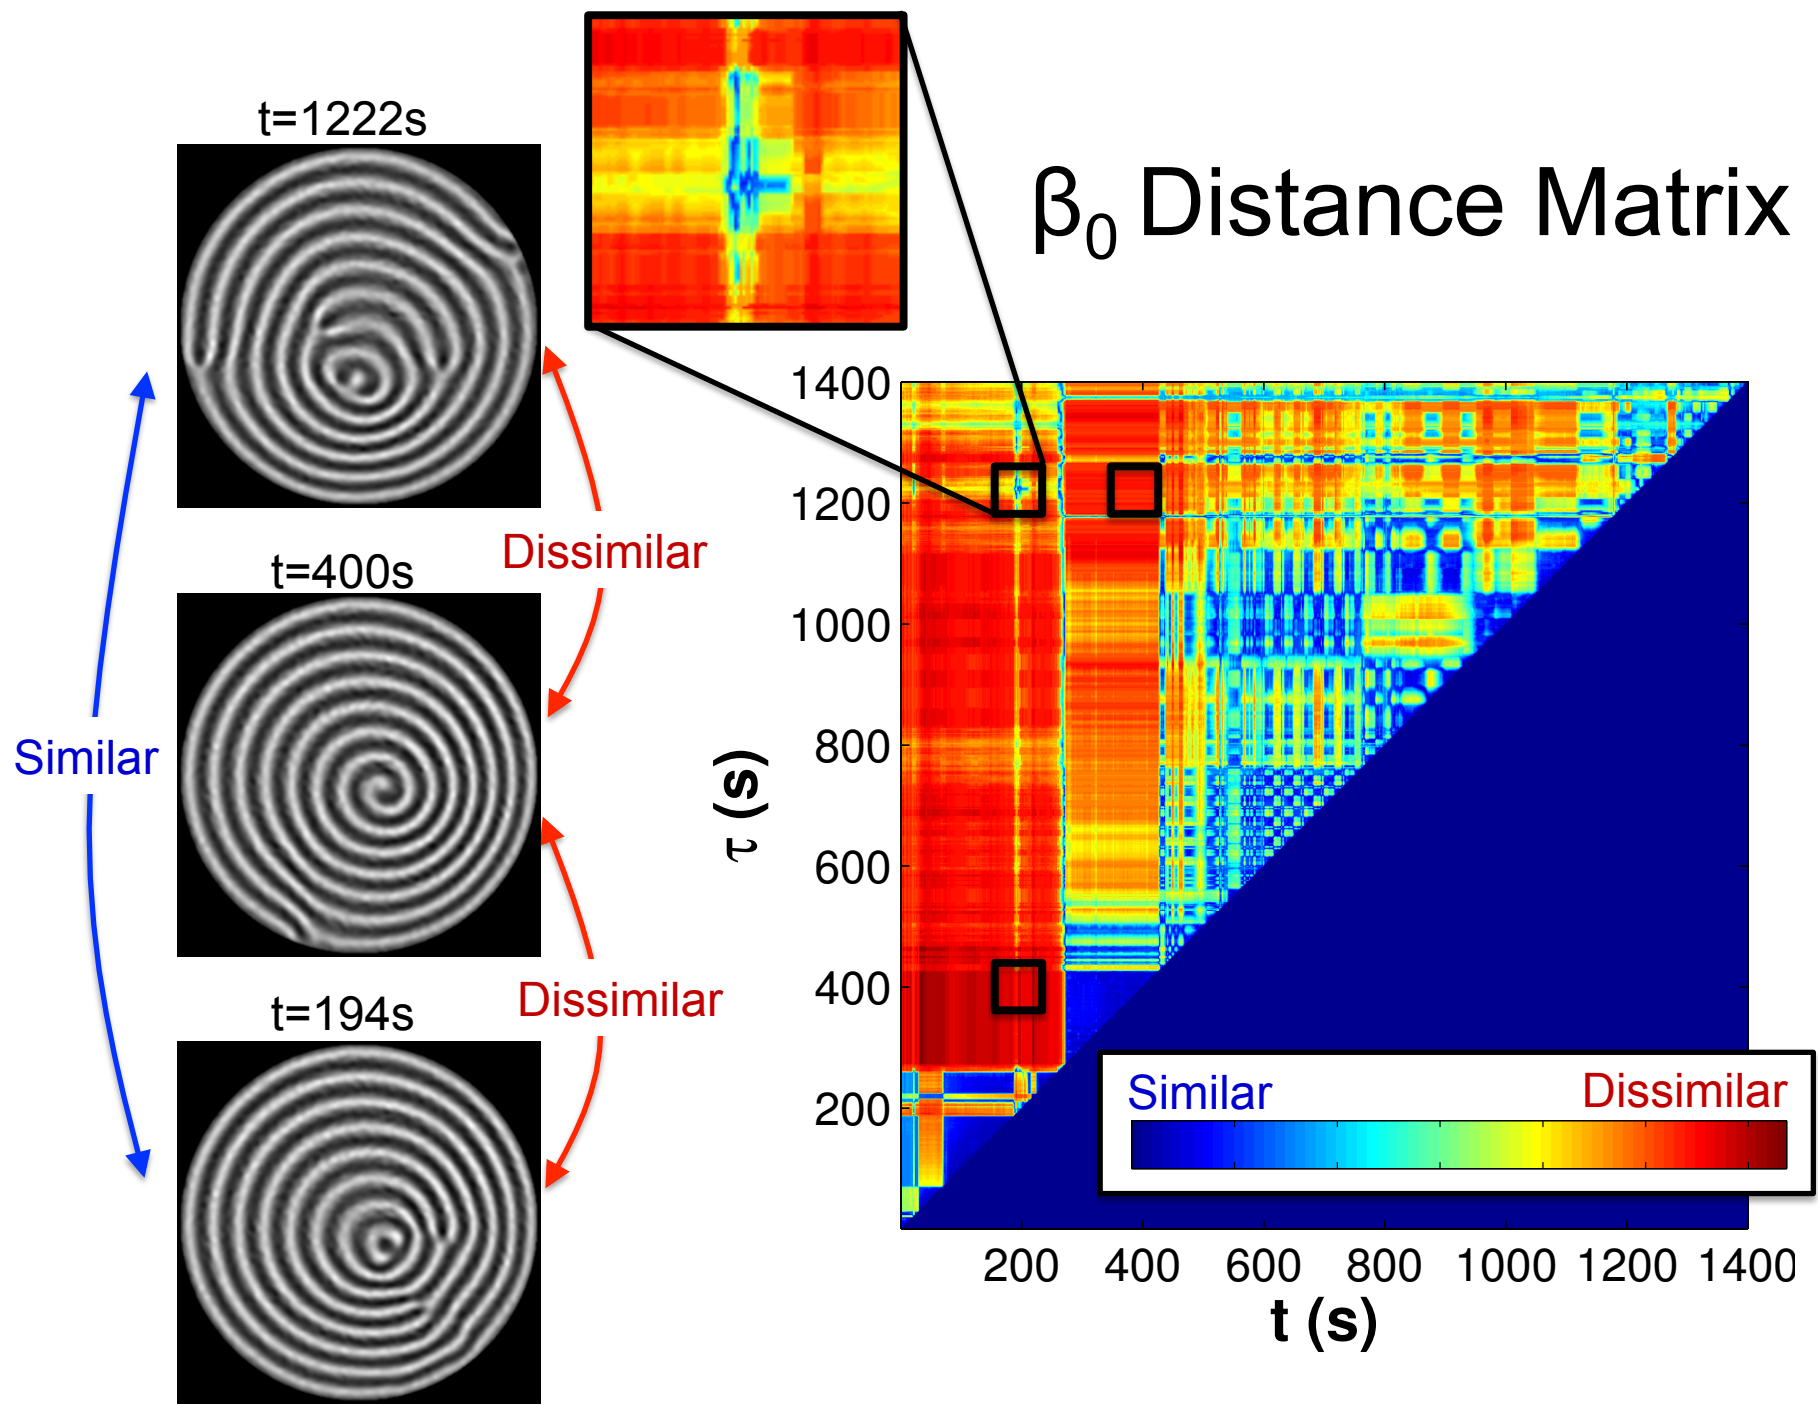 t=1222s
β₀ Distance Matrix
Dissimilar
t=400s
Similar
Dissimilar
t=194s
1400
1200
1000
800
600
400
200
τ (s)
Similar Dissimilar
200 400 600 800 1000 1200 1400
t (s)